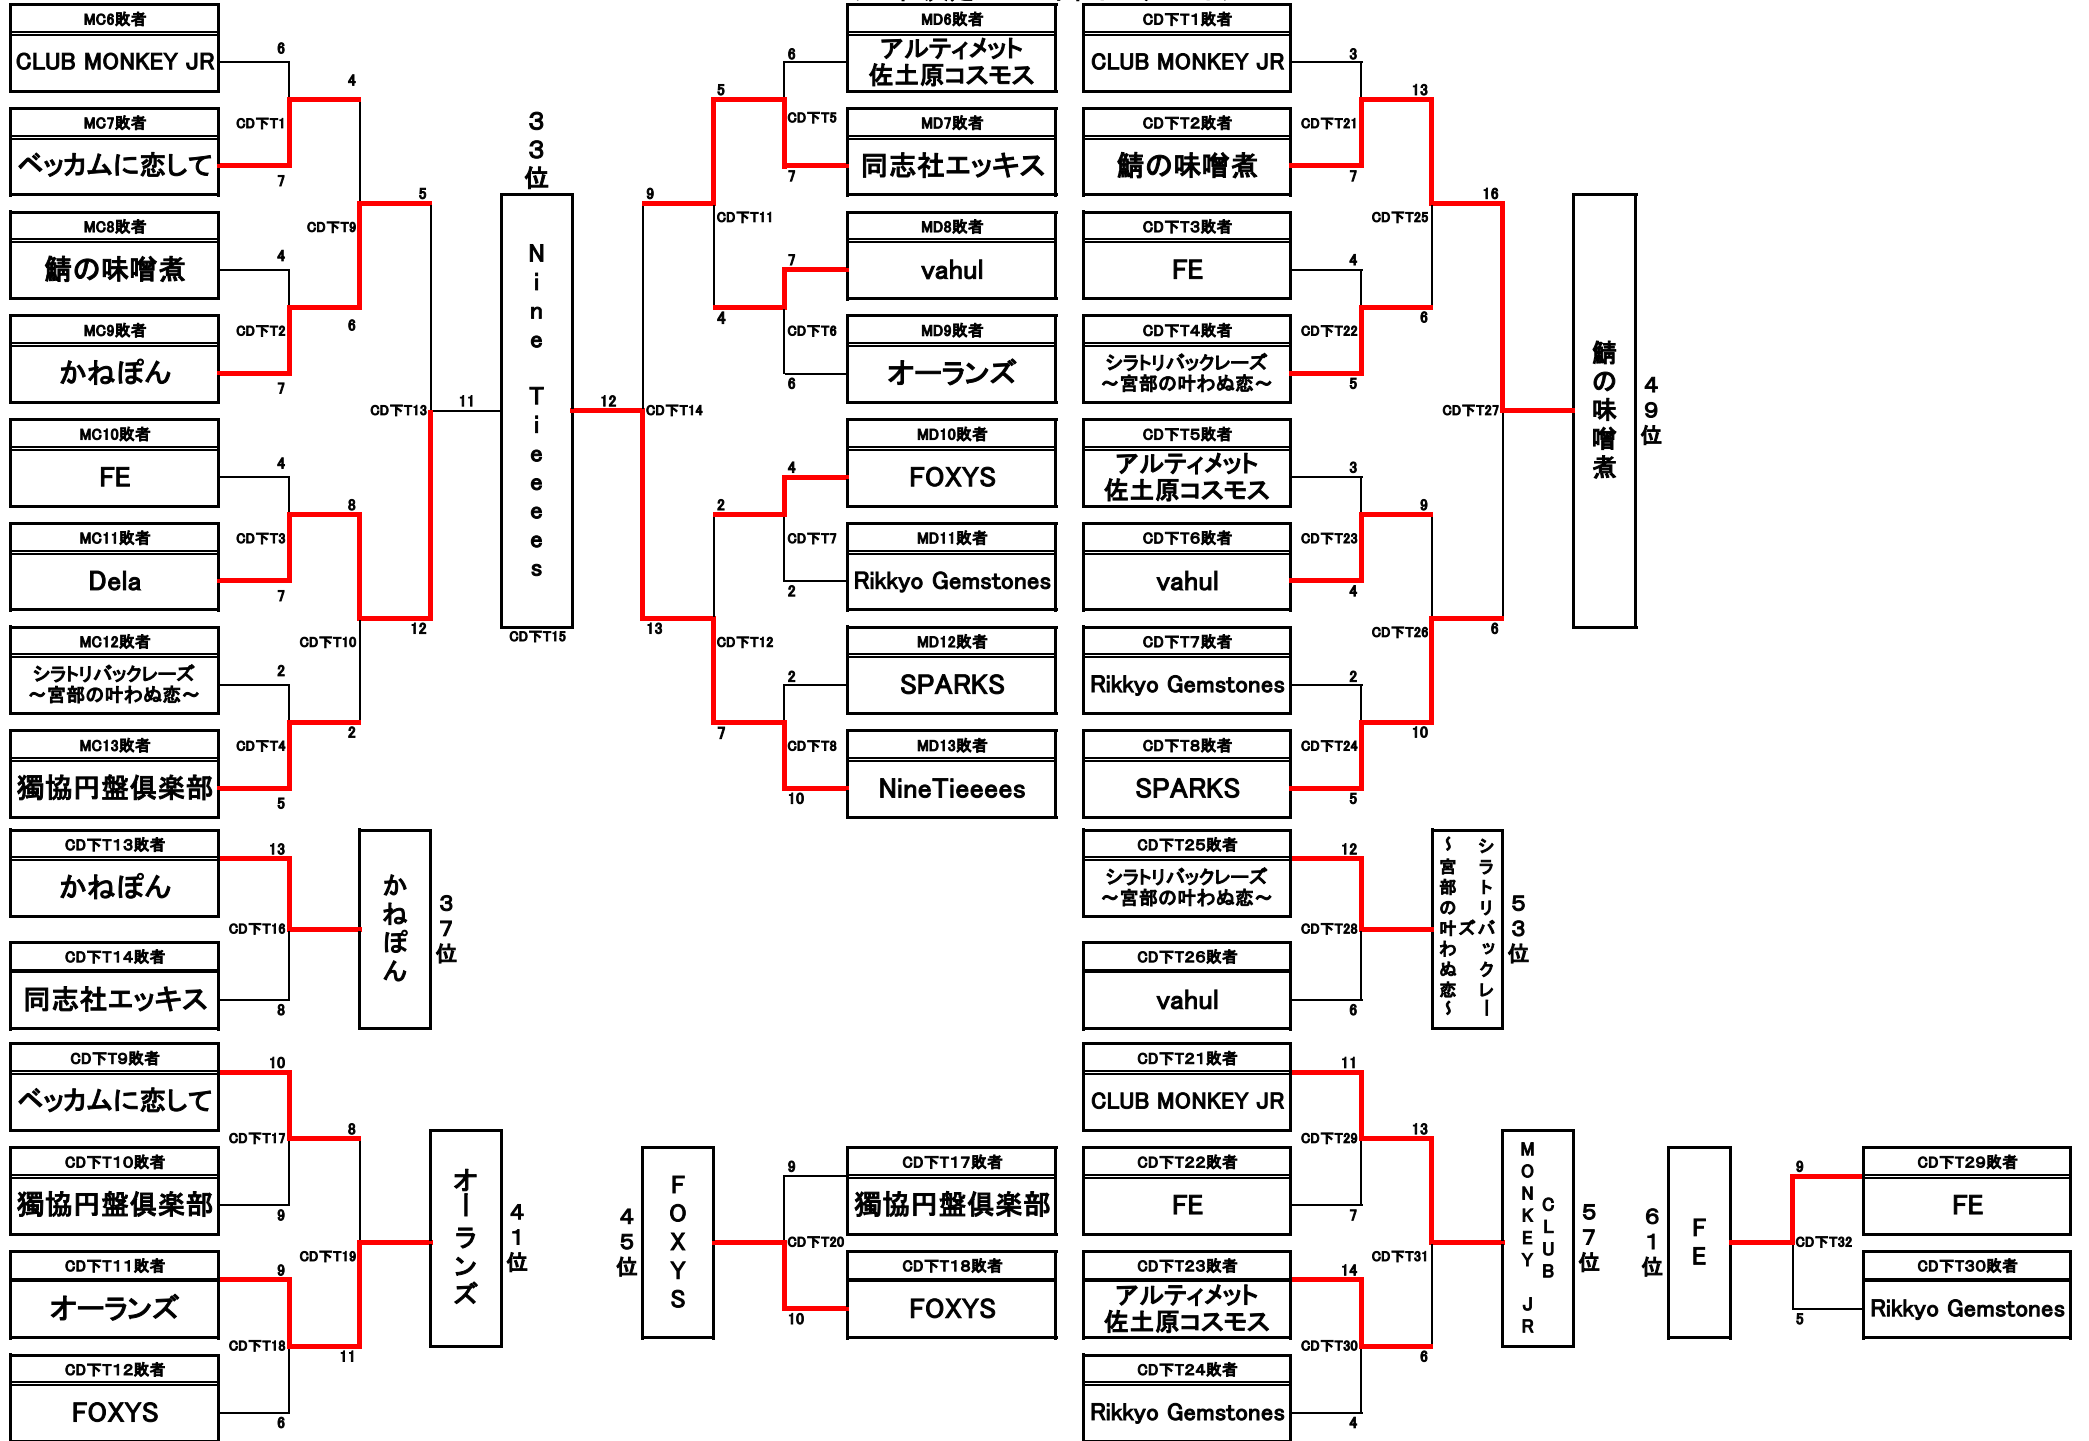 MC6敗者
CLUB MONKEY JR
6
4
CD下T1
MC7敗者
ベッカムに恋して
7
5
CD下T9
MC8敗者
鯖の味噌煮
4
6
CD下T2
MC9敗者
かねぽん
7
CD下T13
11
MC10敗者
FE
4
8
CD下T3
MC11敗者
Dela
7
12
CD下T10
MC12敗者
シラトリバックレーズ
～宮部の叶わぬ恋～
2
2
CD下T4
MC13敗者
獨協円盤倶楽部
5
33位
Nine Tieeees
CD下T15
MD6敗者
アルティメット
佐土原コスモス
6
5
CD下T5
MD7敗者
同志社エッキス
7
9
CD下T11
MD8敗者
vahul
7
4
CD下T6
MD9敗者
オーランズ
6
12
CD下T14
MD10敗者
FOXYS
4
2
CD下T7
MD11敗者
Rikkyo Gemstones
2
13
CD下T12
MD12敗者
SPARKS
2
7
CD下T8
MD13敗者
NineTieeees
10
CD下T1敗者
CLUB MONKEY JR
3
13
CD下T21
CD下T2敗者
鯖の味噌煮
7
16
CD下T25
CD下T3敗者
FE
4
6
CD下T22
CD下T4敗者
シラトリバックレーズ
～宮部の叶わぬ恋～
5
CD下T27
CD下T5敗者
アルティメット
佐土原コスモス
3
9
CD下T23
CD下T6敗者
vahul
4
6
CD下T26
CD下T7敗者
Rikkyo Gemstones
2
10
CD下T24
CD下T8敗者
SPARKS
5
鯖の味噌煮
49位
CD下T13敗者
かねぽん
13
CD下T16
CD下T14敗者
同志社エッキス
8
かねぽん
37位
CD下T25敗者
シラトリバックレーズ
～宮部の叶わぬ恋～
12
CD下T28
CD下T26敗者
vahul
6
シラトリバックレーズ
～宮部の叶わぬ恋～
53位
CD下T9敗者
ベッカムに恋して
10
8
CD下T17
CD下T10敗者
獨協円盤倶楽部
9
CD下T19
CD下T11敗者
オーランズ
9
11
CD下T18
CD下T12敗者
FOXYS
6
オーランズ
41位
45位
FOXYS
CD下T17敗者
獨協円盤倶楽部
9
CD下T20
CD下T18敗者
FOXYS
10
CD下T21敗者
CLUB MONKEY JR
11
13
CD下T29
CD下T22敗者
FE
7
CD下T31
CD下T23敗者
アルティメット
佐土原コスモス
14
6
CD下T30
CD下T24敗者
Rikkyo Gemstones
4
CLUB
MONKEY JR
57位
61位
FE
CD下T29敗者
FE
9
CD下T32
CD下T30敗者
Rikkyo Gemstones
5